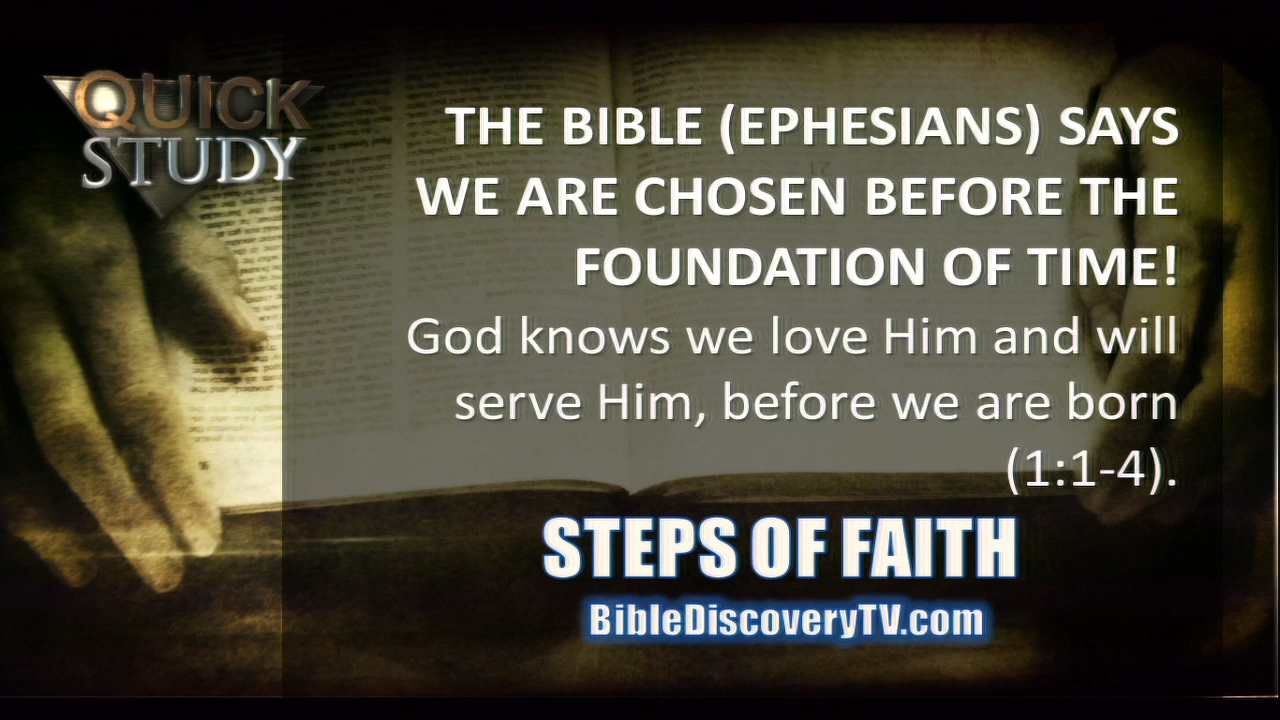 QUICK
STUDY
THE BIBLE (EPHESIANS) SAYS
WE ARE CHOSEN BEFORE THE
FOUNDATION OF TIME!
God knows we love Him and will
serve Him, before we are born
(1:1-4).
STEPS OF FAITH
BibleDiscoveryTV.com